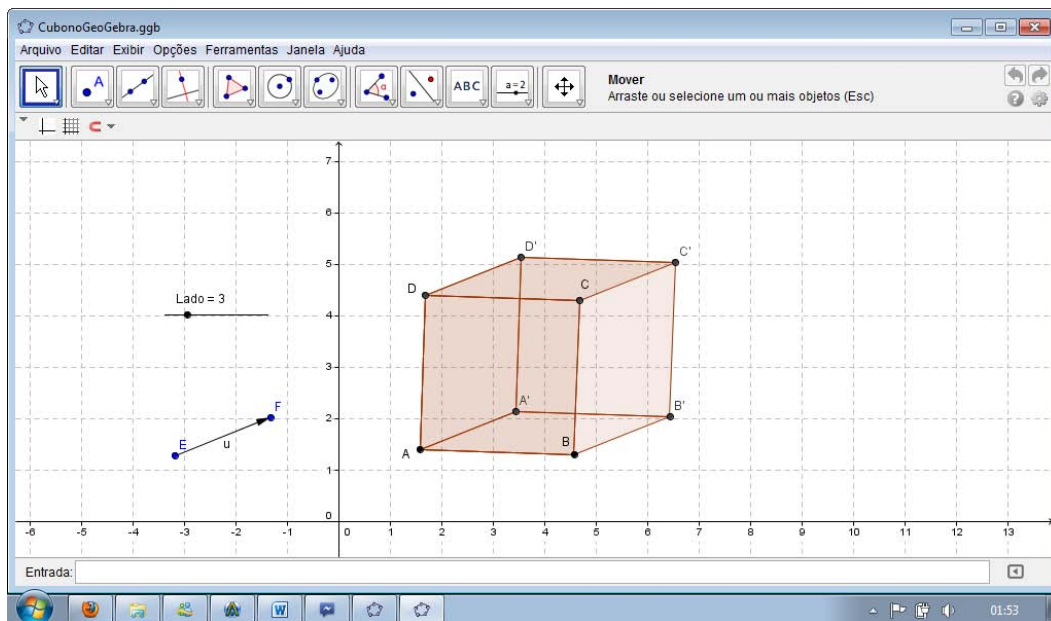 CubonoGeoGebra.ggb
Arquivo Editar Exibir Opções Ferramentas Janela Ajuda
A
α
ABC
a=2
Mover
Arraste ou selecione um ou mais objetos (Esc)
7
6
5
4
3
2
1
0
D'
C'
D
C
Lado = 3
F
A'
B'
E
u
A
B
-6 -5 -4 -3 -2 -1 0 1 2 3 4 5 6 7 8 9 10 11 12 13
Entrada:
W
01:53